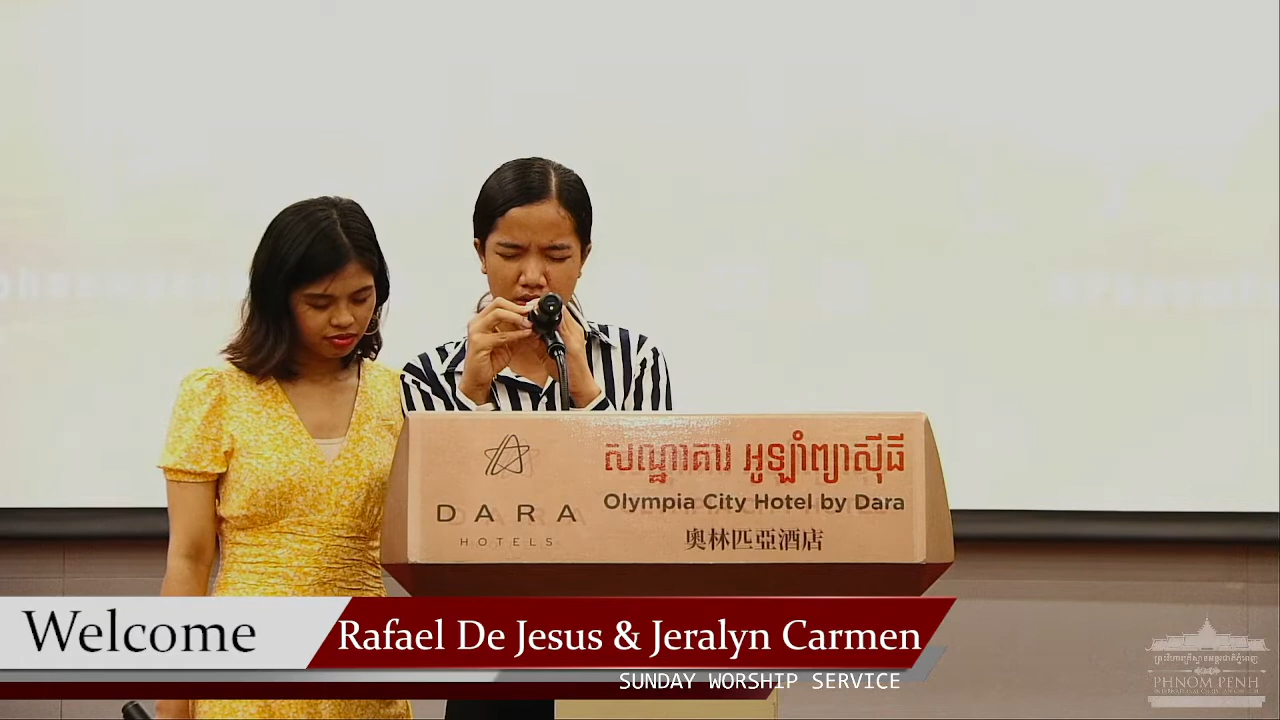 DARA
HOTELS
សណ្ឋាគារ អូឡាំព្យាស៊ីធី
Olympia City Hotel by Dara
奧林匹亞酒店
Welcome
Rafael De Jesus & Jeralyn Carmen
SUNDAY WORSHIP SERVICE
PHNOM PENH